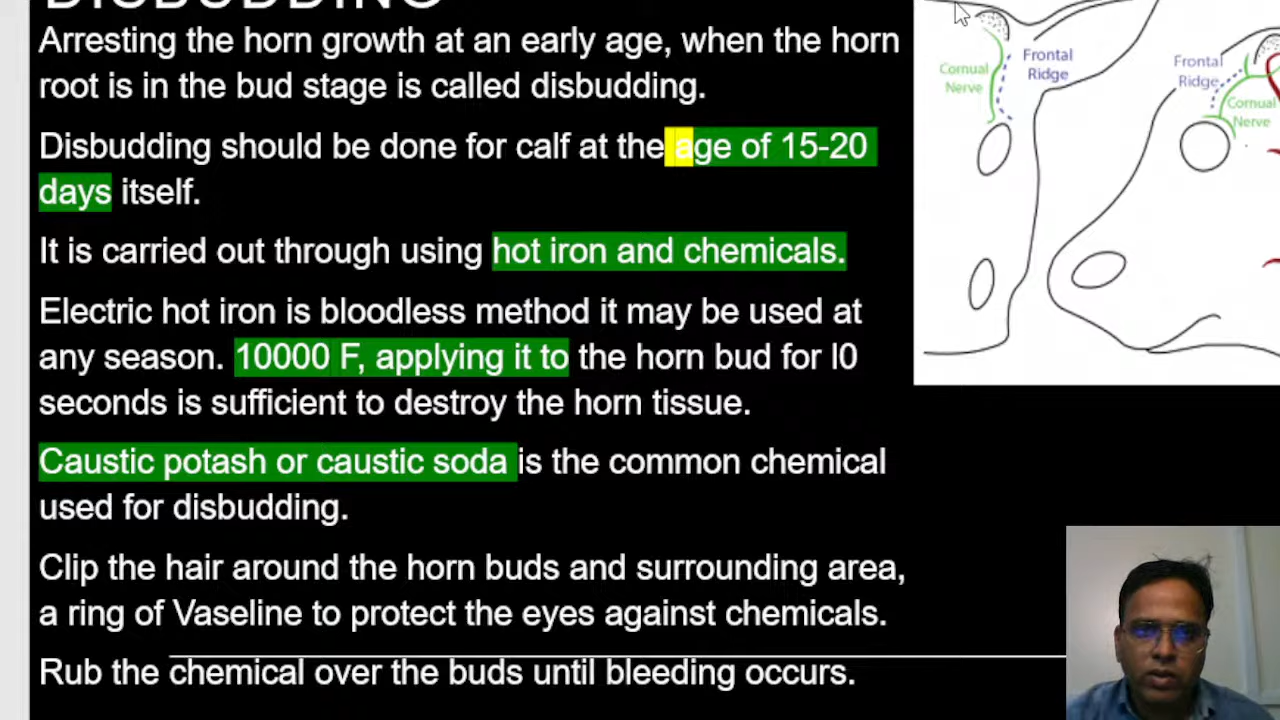 DISBUDDING
Arresting the horn growth at an early age, when the horn
root is in the bud stage is called disbudding.
Disbudding should be done for calf at the age of 15-20
days itself.
It is carried out through using hot iron and chemicals.
Electric hot iron is bloodless method it may be used at
any season. 10000 F, applying it to the horn bud for l0
seconds is sufficient to destroy the horn tissue.
Caustic potash or caustic soda is the common chemical
used for disbudding.
Clip the hair around the horn buds and surrounding area,
a ring of Vaseline to protect the eyes against chemicals.
Rub the chemical over the buds until bleeding occurs.
Cornual
Nerve
Frontal
Ridge
Frontal
Ridge
Cornual
Nerve